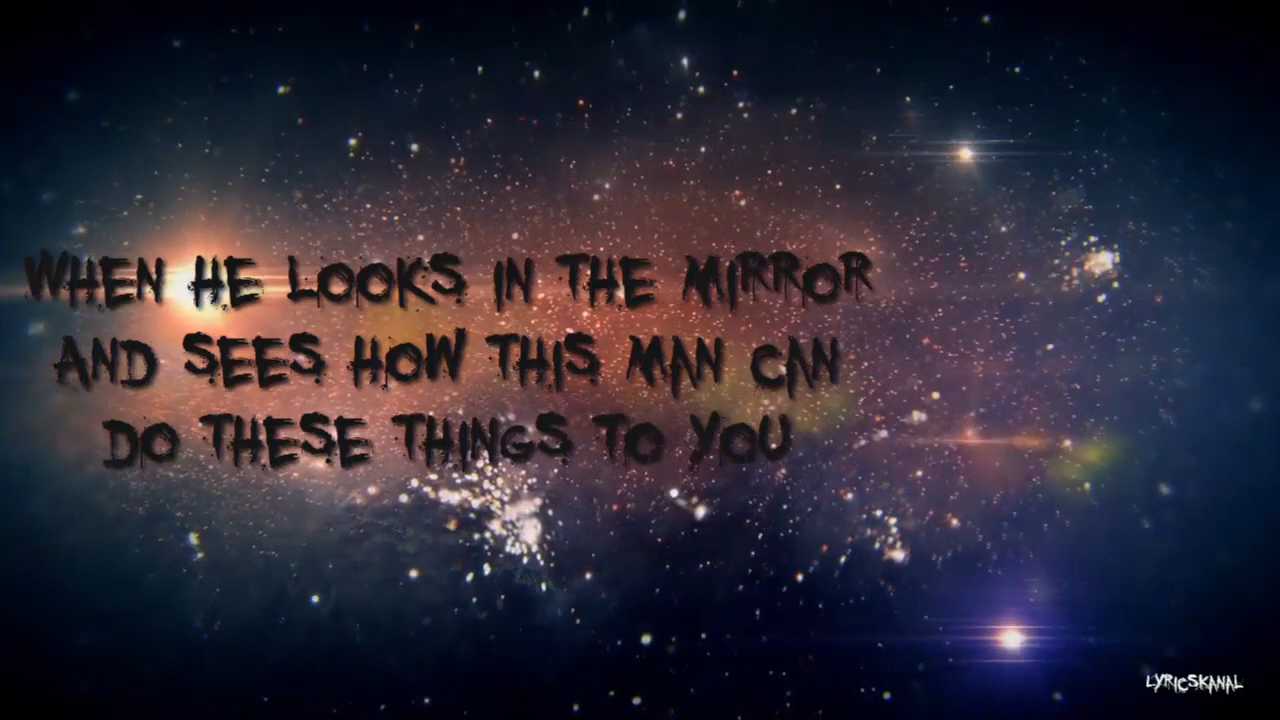 WHEN HE LOOKS IN THE MIRROR
AND SEES HOW THIS MAN CAN
DO THESE THINGS TO YOU
LYRICSKANAL